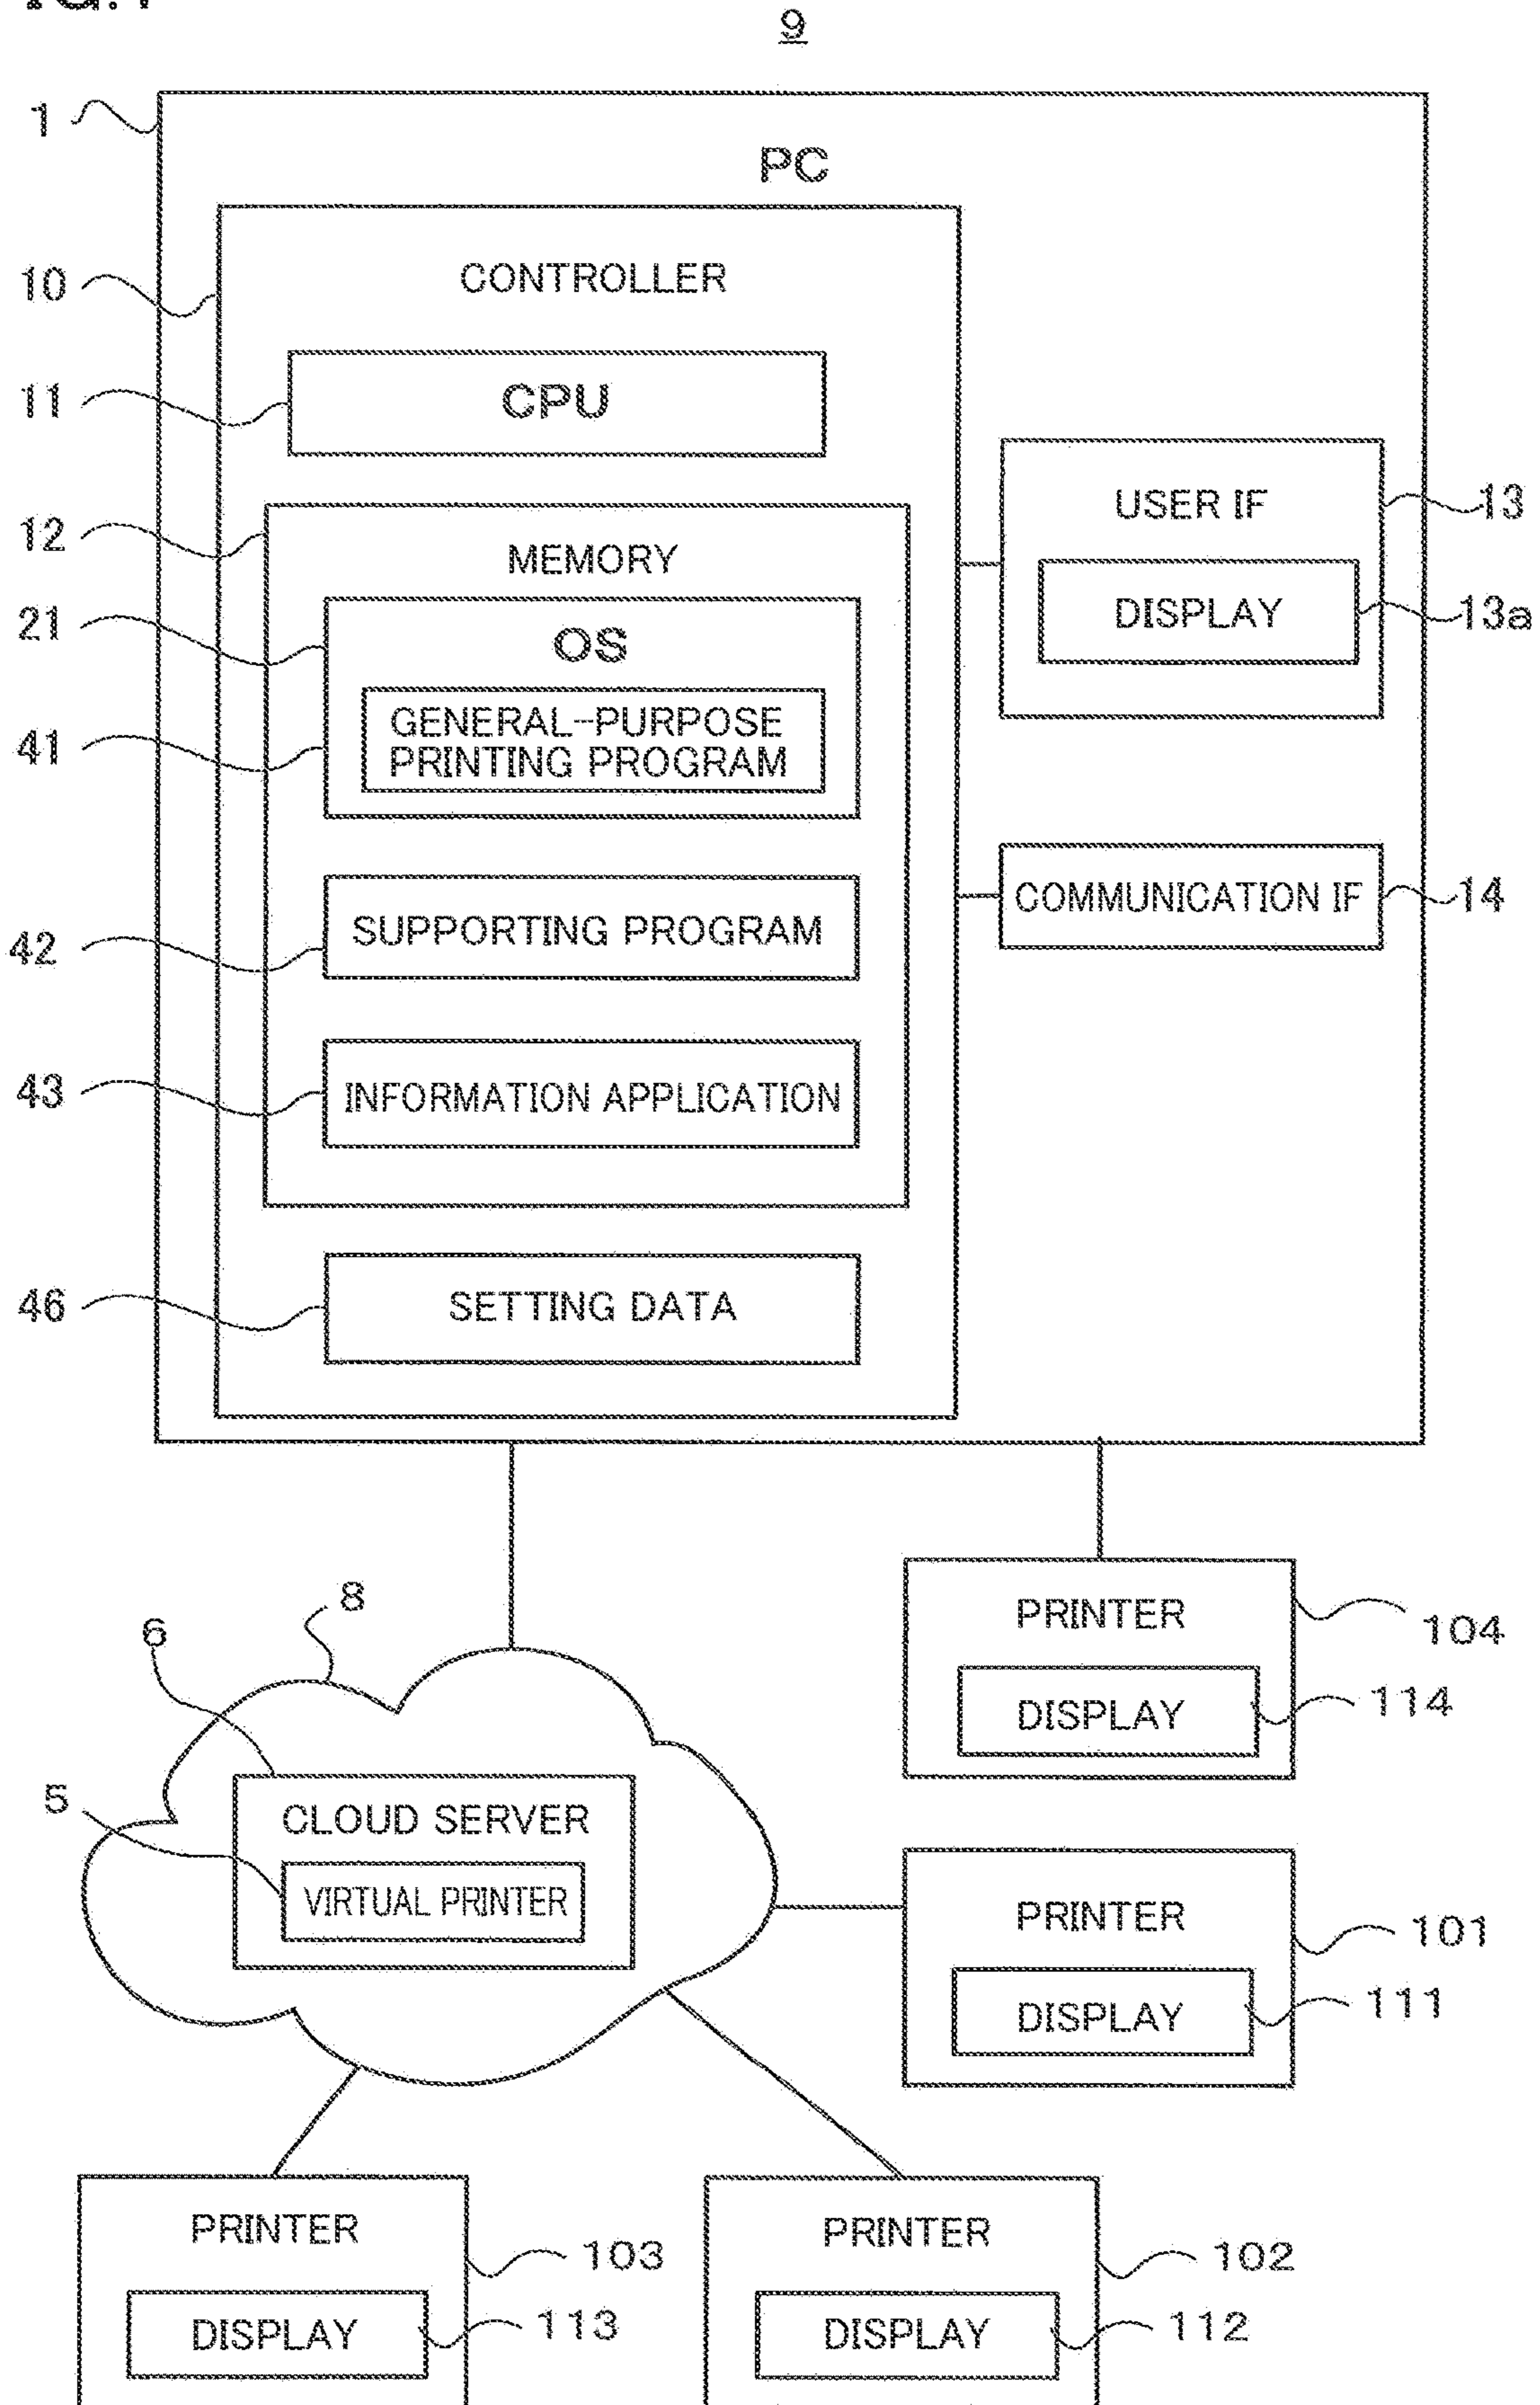 9
1
PC
10
CONTROLLER
11
CPU
12
MEMORY
USER IF
13
21
OS
DISPLAY
13a
41
GENERAL-PURPOSE
PRINTING PROGRAM
42
SUPPORTING PROGRAM
COMMUNICATION IF
14
43
INFORMATION APPLICATION
46
SETTING DATA
8
6
PRINTER
104
DISPLAY
114
5
CLOUD SERVER
VIRTUAL PRINTER
PRINTER
101
DISPLAY
111
PRINTER
103
DISPLAY
113
PRINTER
102
DISPLAY
112